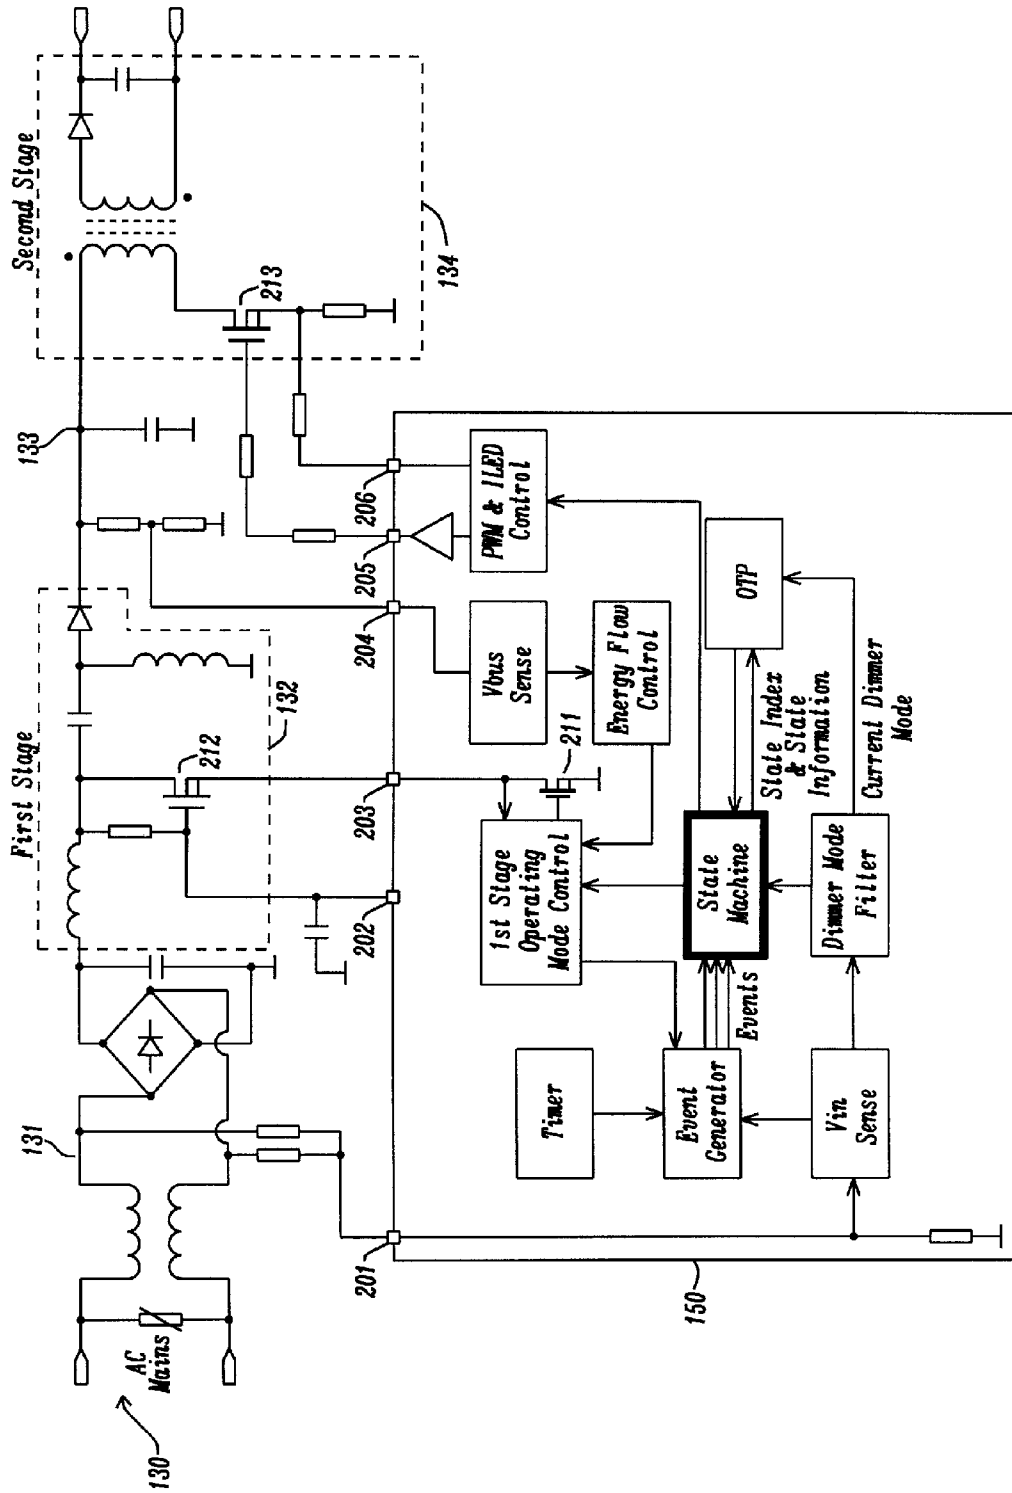 130
AC
Mains
131
First Stage
212
132
133
Second Stage
213
134
201
202
203
204
205
206
150
Timer
Event
Generator
Vin
Sense
Events
1st Stage
Operating
Mode Control
211
State
Machine
Dimmer Mode
Filter
Vbus
Sense
Energy Flow
Control
PWM & ILED
Control
OTP
State Index
& State
Information
Current Dimmer
Mode